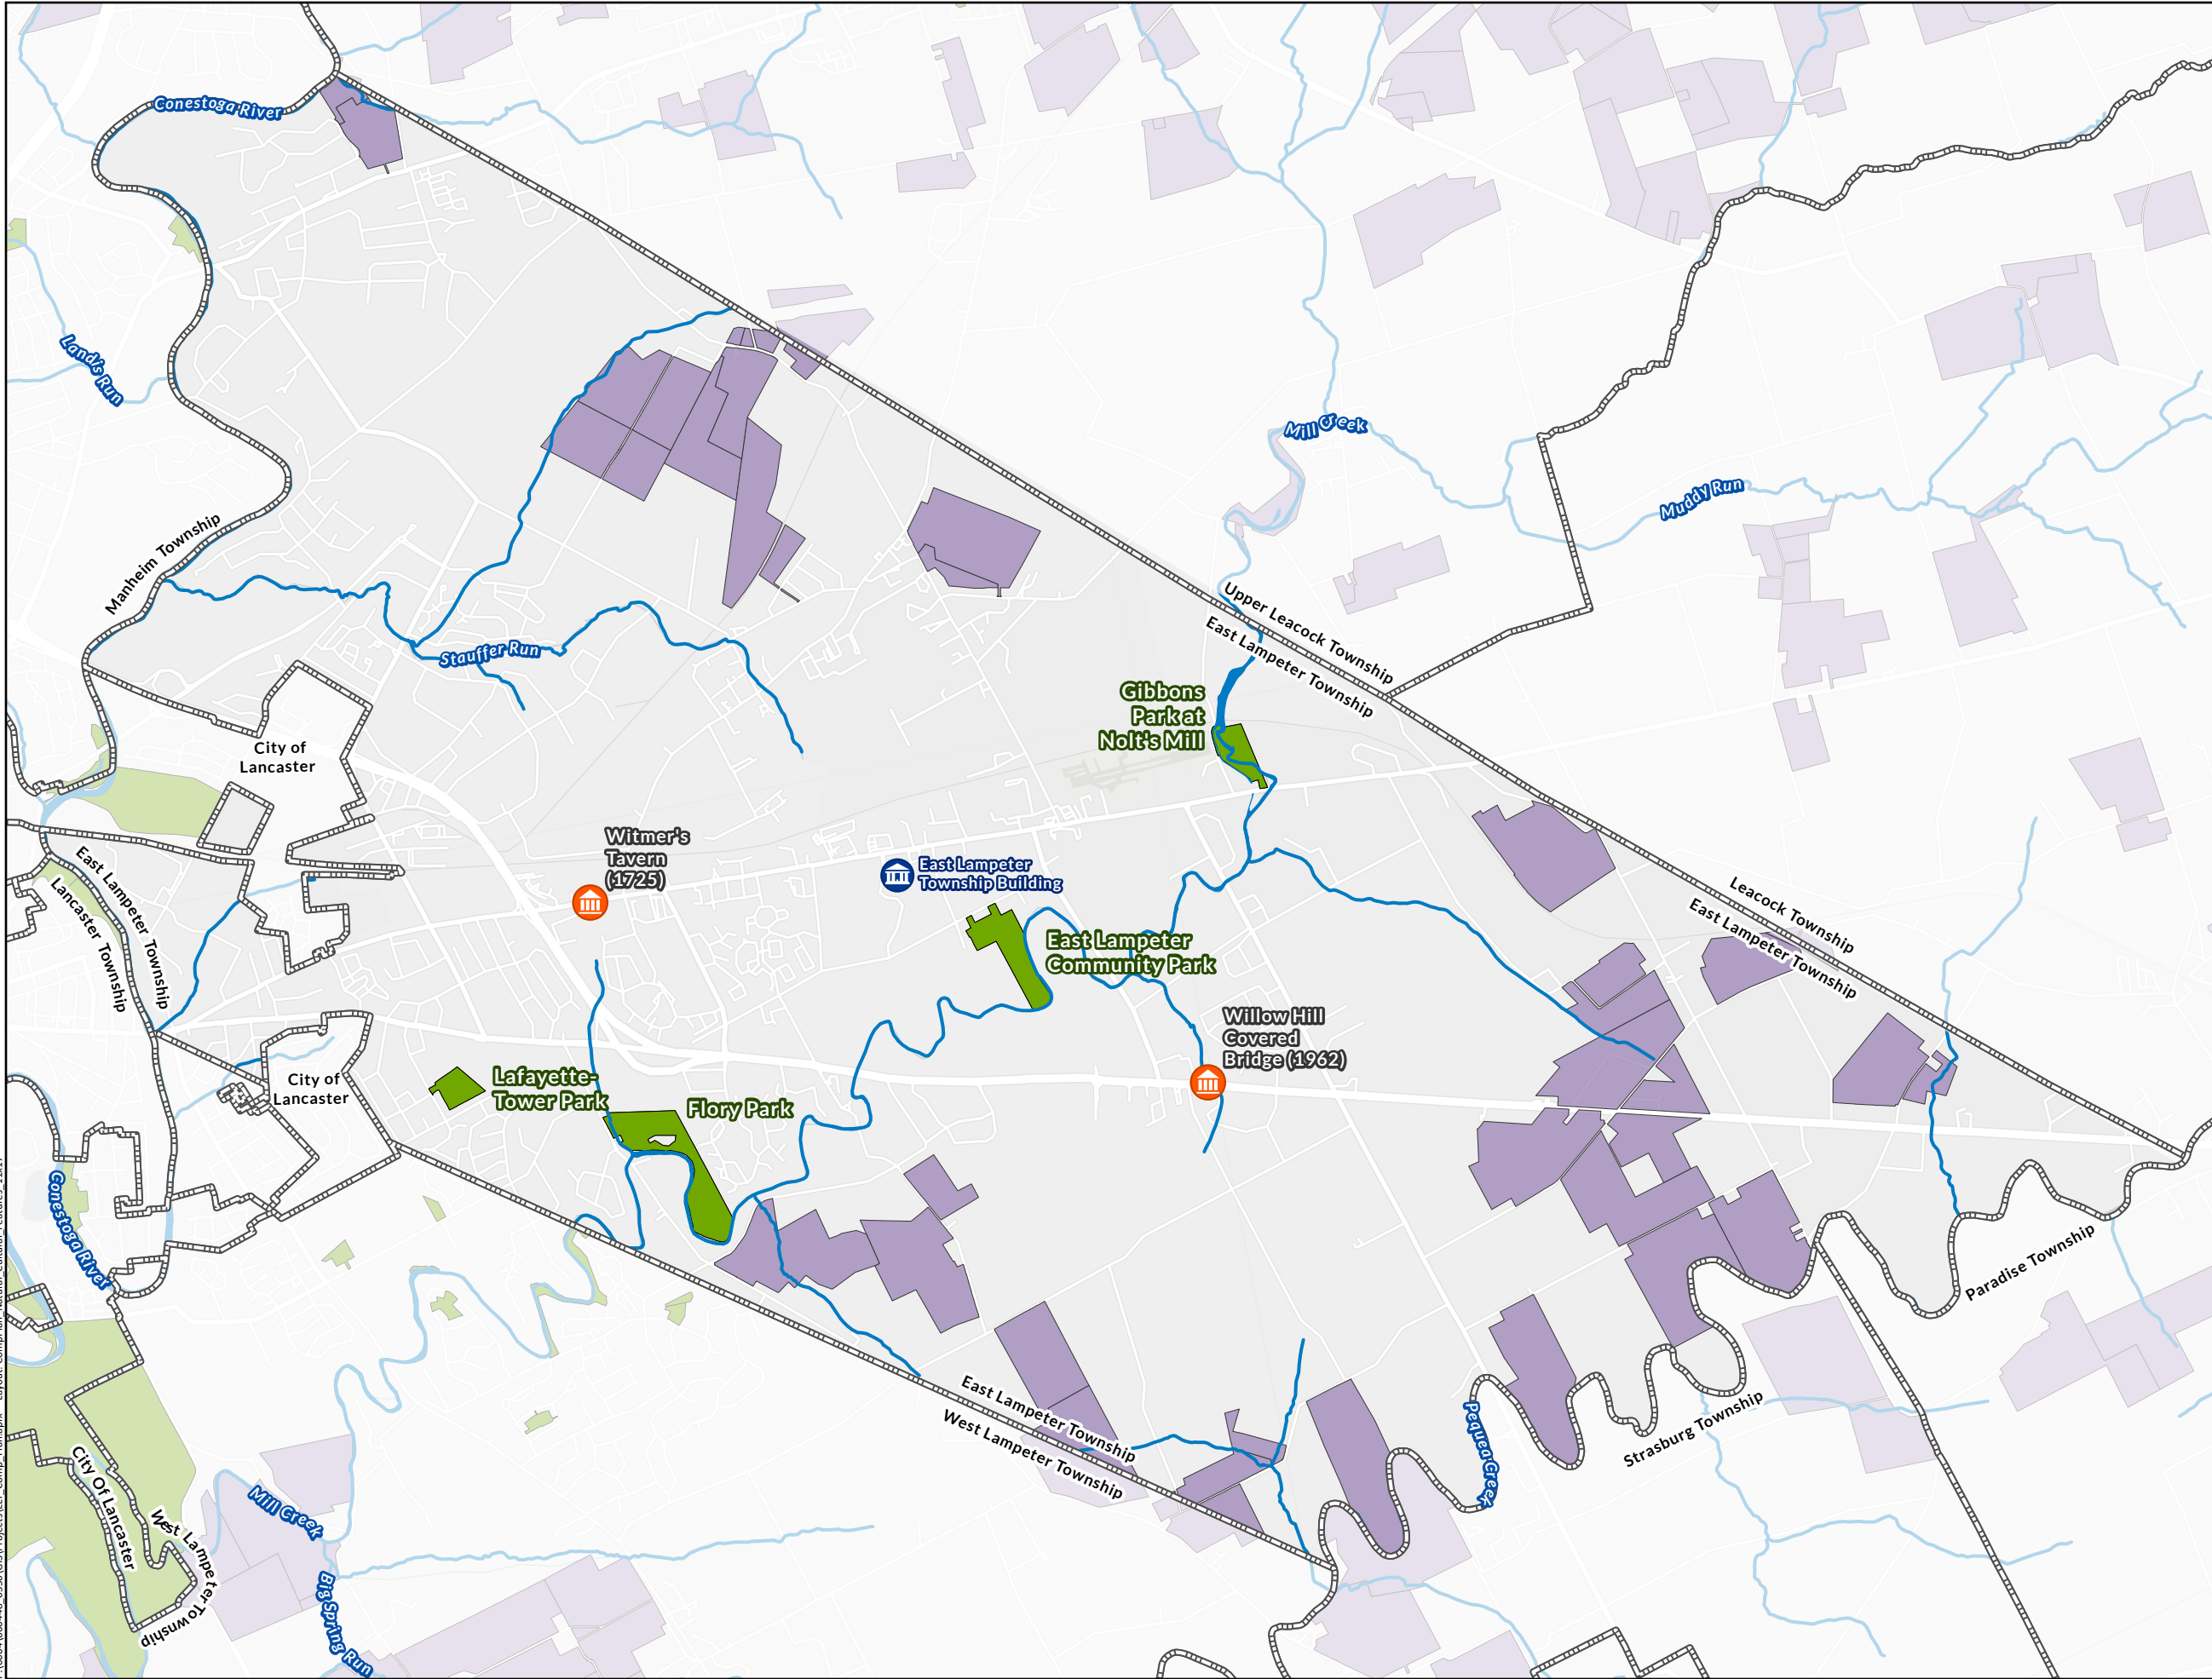 Conestoga River
Land's Run
Mill Creek
Muddy Run
Manheim Township
Stauffer Run
Upper Leacock Township
East Lampeter Township
Gibbons
Park at
Nolt's Mill
City of
Lancaster
Witmer's
Tavern
(1725)
East Lampeter
Township Building
East Lampeter Township
Lancaster Township
Leacock Township
East Lampeter Township
East Lampeter
Community Park
Willow Hill
Covered
Bridge (1962)
Lafayette-
Tower Park
Flory Park
City of
Lancaster
Conestoga River
Paradise Township
East Lampeter Township
West Lampeter Township
Pequea Creek
Strasburg Township
City Of Lancaster
West Lampeter Township
Mill Creek
Big Spring Run